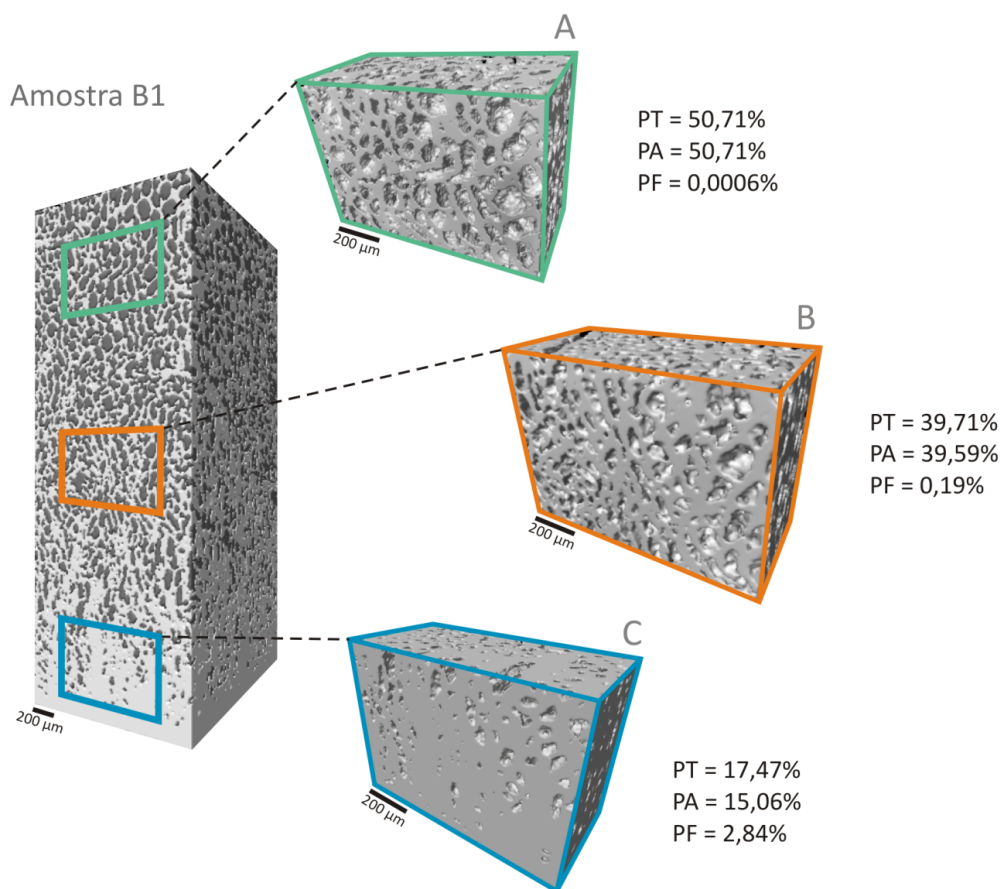 Amostra B1
A
PT = 50,71%
PA = 50,71%
PF = 0,0006%
200 µm
B
PT = 39,71%
PA = 39,59%
PF = 0,19%
200 µm
C
200 µm
PT = 17,47%
PA = 15,06%
PF = 2,84%
200 µm